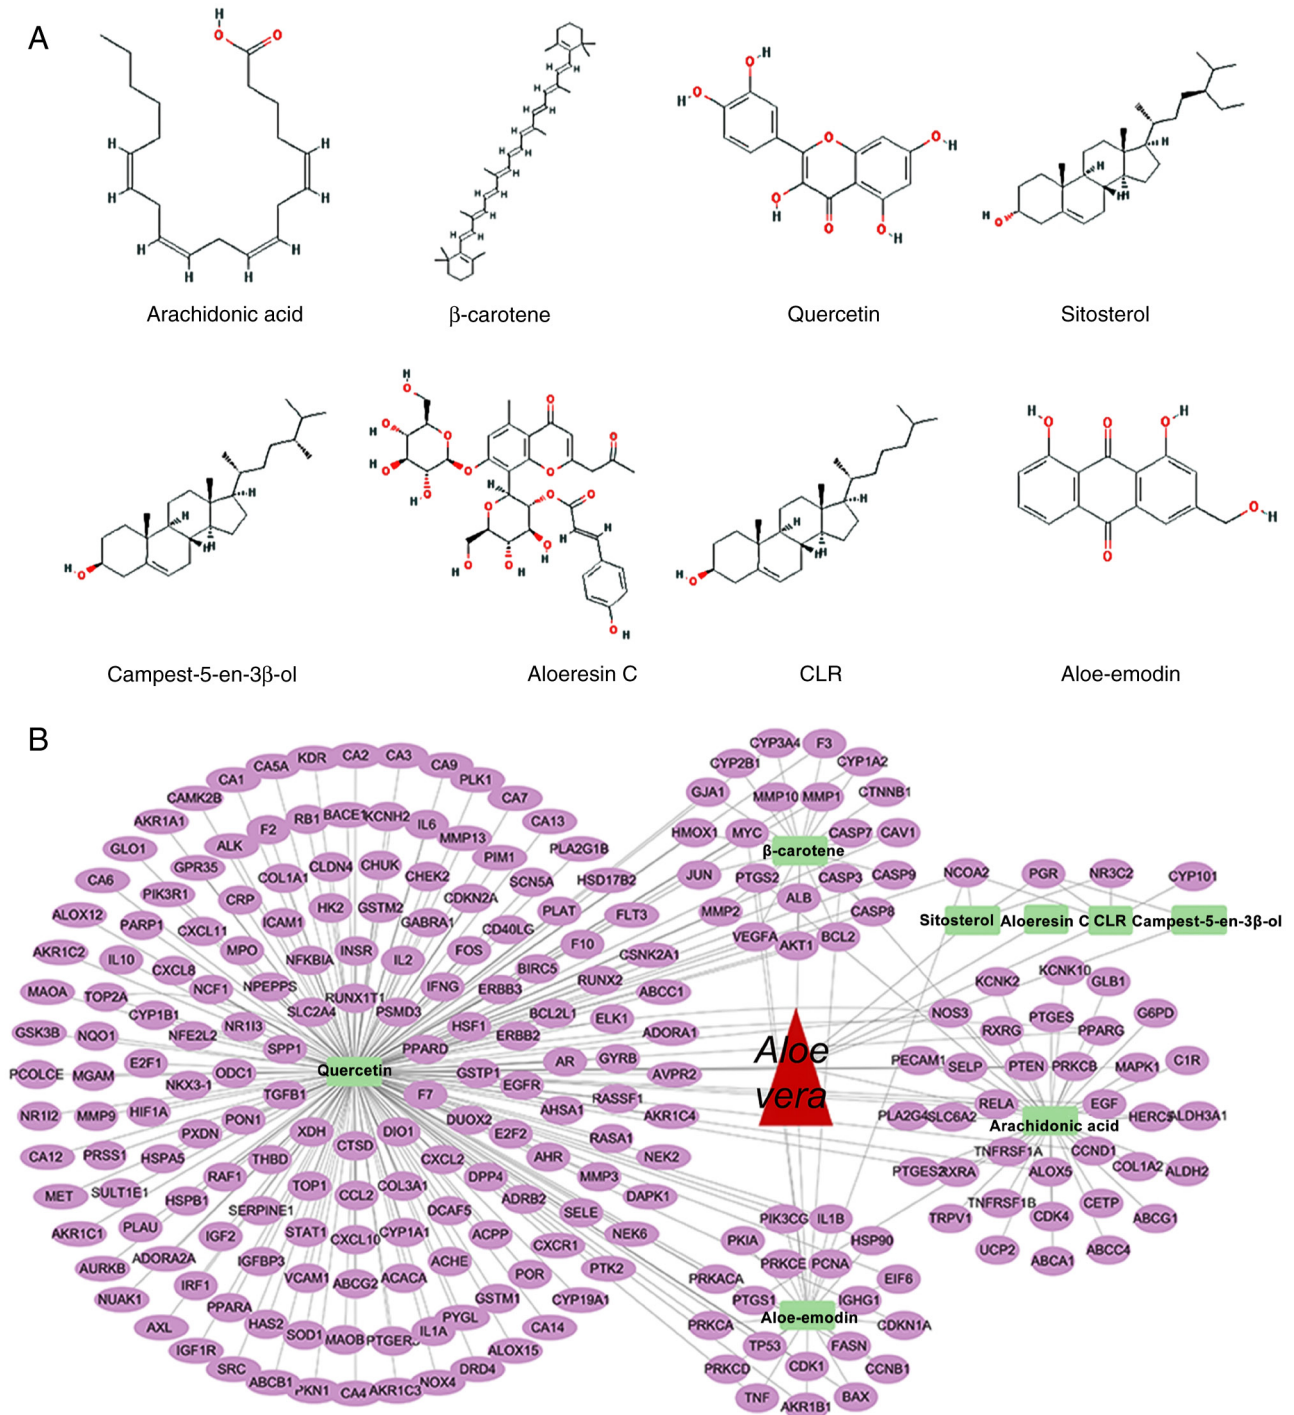 A
Arachidonic acid
β-carotene
Quercetin
Sitosterol
Campest-5-en-3β-ol
Aloeresin C
CLR
Aloe-emodin
B
KDR CA2 CA3
CA5A CA9
CA1 PLK1
CAMK2B CA7
AKR1A1 F2 RB1 BACE1 KCNH2 IL6 MMP13 CA13
GLO1 ALK PIM1 PLA2G1B
GPR35 COL1A1 CLDN4 CHUK CHEK2 SCN5A HSD17B2
CA6 PIK3R1 CRP HK2 GSTM2 CDKN2A PLAT
ALOX12 PARP1 CXCL11 ICAM1 GABRA1 CD40LG FLT3
AKR1C2 IL10 MPO NFKBIA INSR IL2 FOS F10 CSNK2A1
CXCL8 BIRC5
MAOA TOP2A NCF1 NPEPPS RUNX1T1 IFNG ERBB3 RUNX2 ABCC1
CYP1B1 SLC2A4 PSMD3 BCL2L1 ELK1
GSK3B NQO1 NFE2L2 NR1I3 HSF1 ERBB2 ADORA1
SPP1 PPARD
PCOLCE MGAM E2F1 ODC1 Quercetin GSTP1 AR GYRB AVPR2
NKX3-1 TGFB1 F7 EGFR RASSF1
NR1I2 MMP9 HIF1A PON1 DUOX2 AHSA1 AKR1C4
PXDN XDH DIO1 E2F2 RASA1
CA12 PRSS1 HSPA5 THBD CTSD CXCL2 AHR NEK2
MET SULT1E1 RAF1 TOP1 COL3A1 DPP4 MMP3 DAPK1
HSPB1 CCL2 ADRB2
AKR1C1 PLAU SERPINE1 DCAF5 SELE NEK6
IGF2 STAT1 CXCL10 CYP1A1 ACPP CXCR1
AURKB ADORA2A IGFBP3 ACHE PTK2
NUAK1 IRF1 VCAM1 ABCG2 ACACA POR CYP19A1
PPARA GSTM1
AXL HAS2 SOD1 MAOB IL1A PYGL CA14
IGF1R ALOX15
SRC ABCB1 PKN1 CA4 AKR1C3 NOX4 DRD4
CYP3A4 F3
CYP2B1 CYP1A2
GJA1 MMP10 MMP1 CTNNB1
HMOX1 MYC CASP7 CAV1
β-carotene
JUN PTGS2 CASP3 CASP9
MMP2 ALB CASP8
VEGFA AKT1 BCL2
Aloe
vera
NCOA2 PGR NR3C2 CYP101
Sitosterol Aloeresin C CLR Campest-5-en-3β-ol
KCNK2 KCNK10 GLB1
NOS3 RXRG PTGES PPARG G6PD
PECAM1 SELP PTEN PRKCB MAPK1 C1R
RELA EGF
SLC6A2 ALDH3A1
Arachidonic acid
TNFRSF1A CCND1
ALOX5 COL1A2 ALDH2
TRPV1 TNFRSF1B CDK4 CETP ABCG1
UCP2 ABCA1 ABCC4
PIK3CG IL1B
PKIA HSP90
PRKCE PCNA
PRKACA EIF6
PTGS1 IGHG1
Aloe-emodin
PRKCA CDKN1A
TP53 FASN
PRKCD CDK1 CCNB1
TNF AKR1B1 BAX